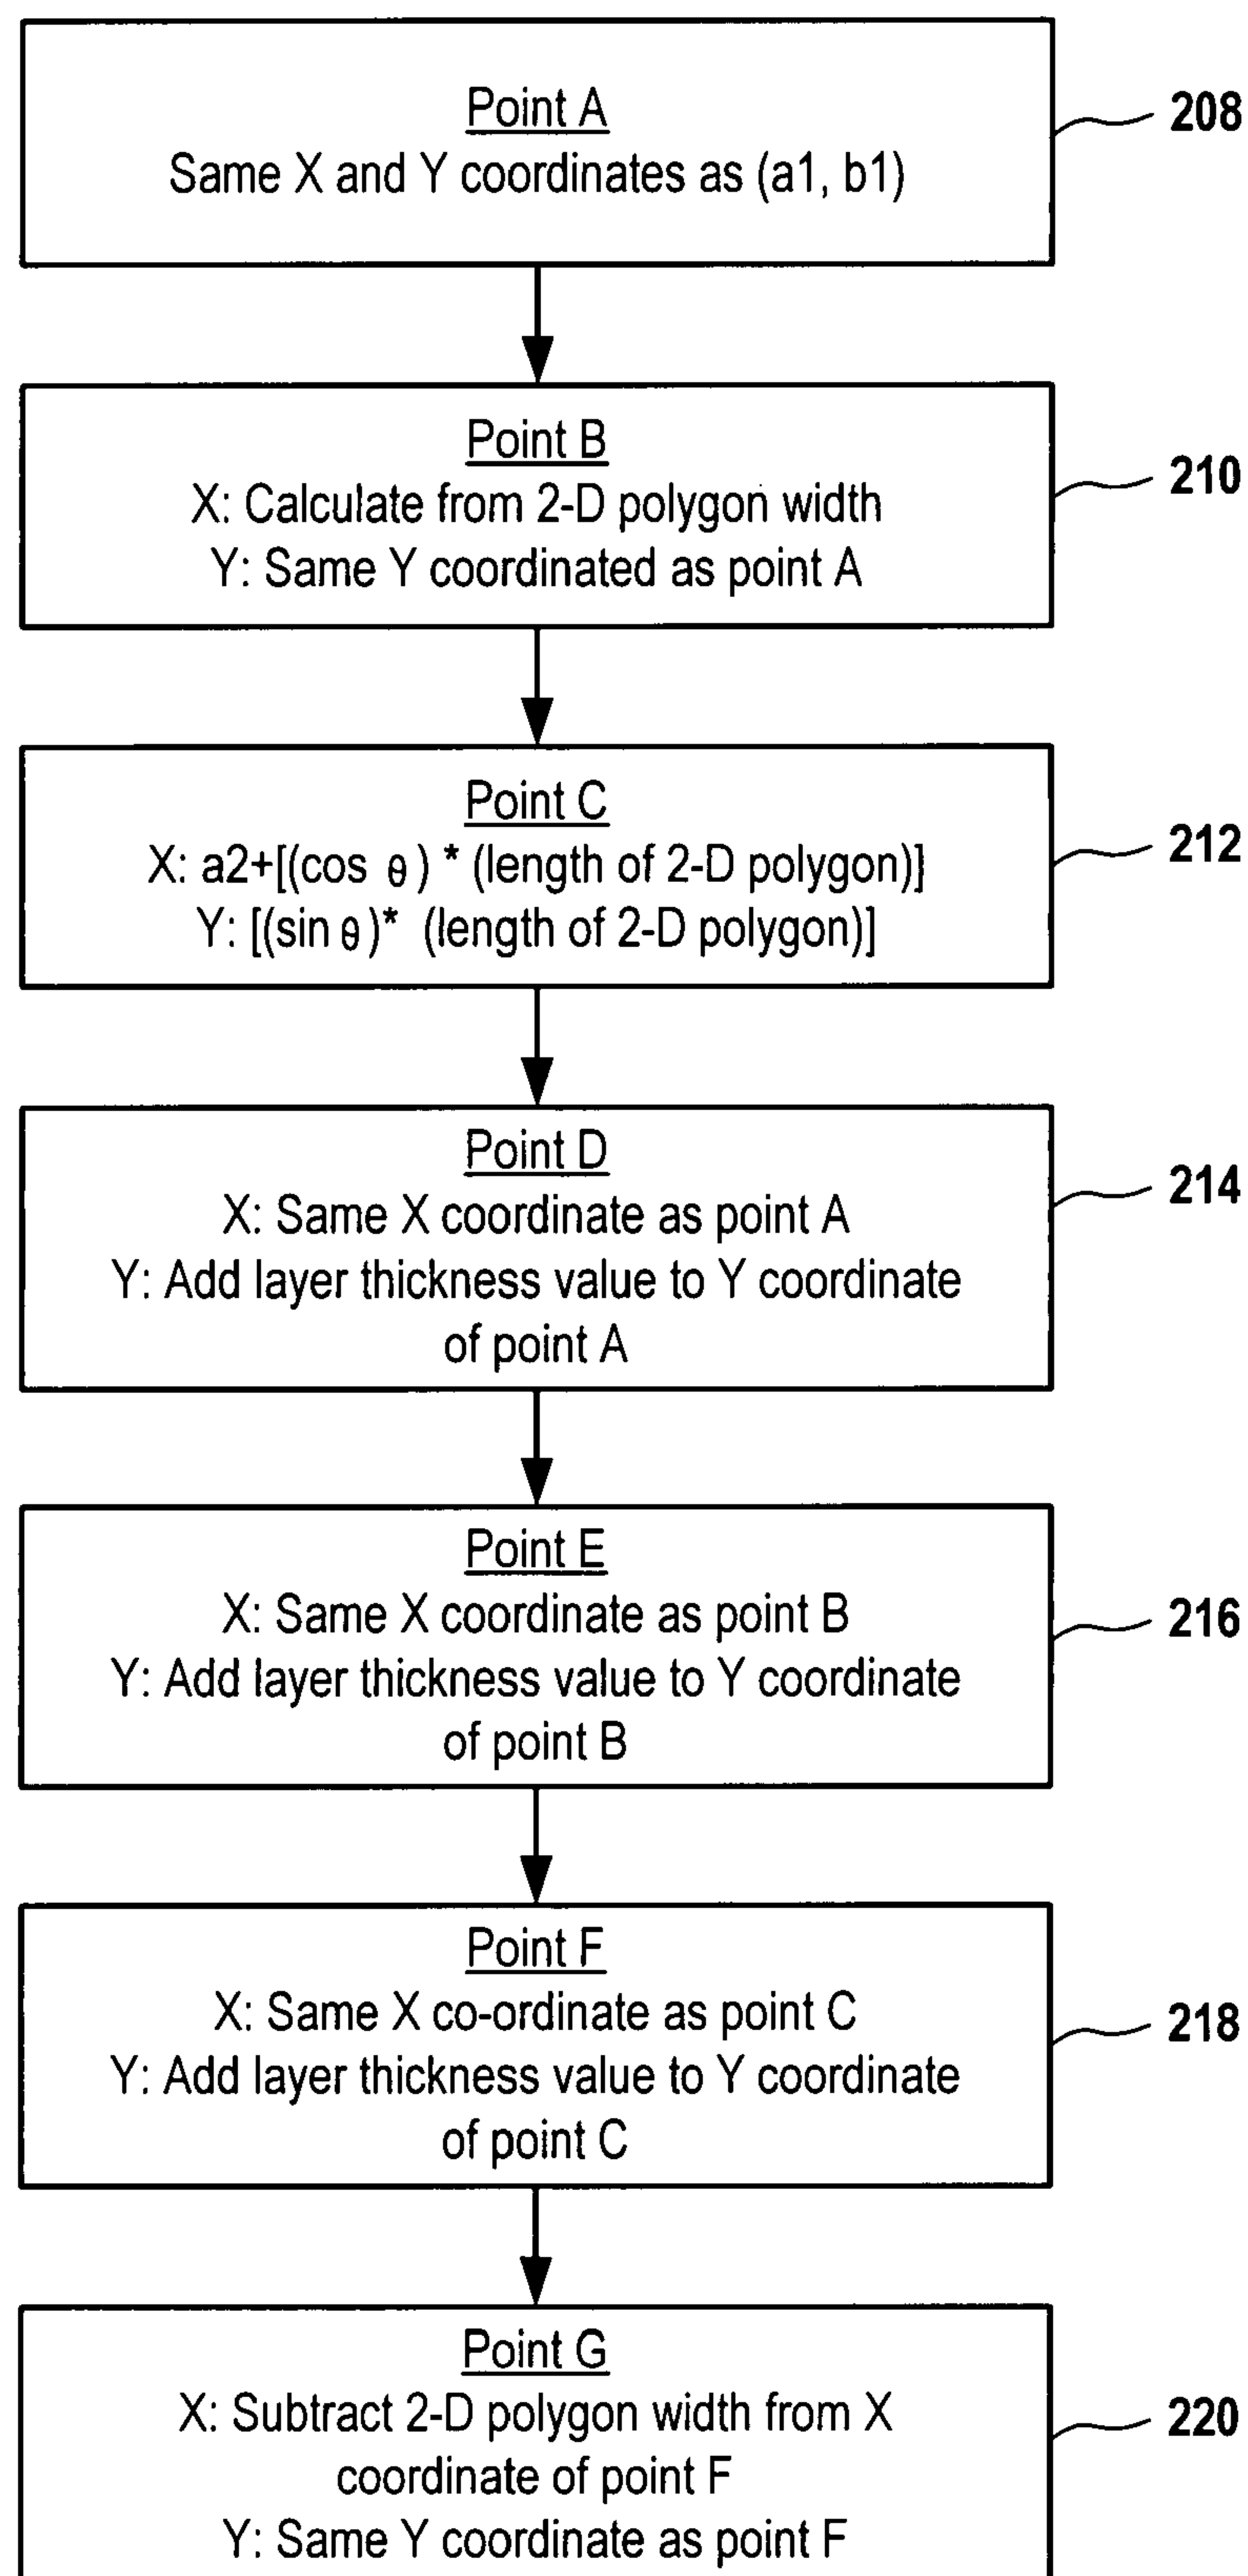 Point A
Same X and Y coordinates as (a1, b1)
208
Point B
X: Calculate from 2-D polygon width
Y: Same Y coordinated as point A
210
Point C
X: a2+[(cos θ) * (length of 2-D polygon)]
Y: [(sin θ)* (length of 2-D polygon)]
212
Point D
X: Same X coordinate as point A
Y: Add layer thickness value to Y coordinate
of point A
214
Point E
X: Same X coordinate as point B
Y: Add layer thickness value to Y coordinate
of point B
216
Point F
X: Same X co-ordinate as point C
Y: Add layer thickness value to Y coordinate
of point C
218
Point G
X: Subtract 2-D polygon width from X
coordinate of point F
Y: Same Y coordinate as point F
220